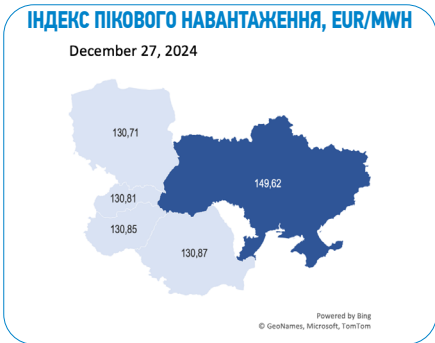 ІНДЕКС ПІКОВОГО НАВАНТАЖЕННЯ, EUR/MWH
December 27, 2024
130,71
149,62
130,81
130,85
130,87
Powered by Bing
© GeoNames, Microsoft, TomTom